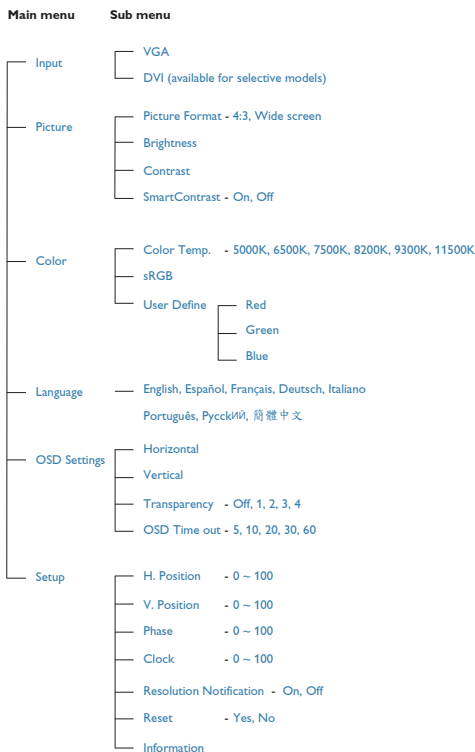 Main menu Sub menu
Input
VGA
DVI (available for selective models)
Picture
Picture Format - 4:3, Wide screen
Brightness
Contrast
SmartContrast - On, Off
Color
Color Temp. - 5000K, 6500K, 7500K, 8200K, 9300K, 11500K
sRGB
User Define
Red
Green
Blue
Language
English, Español, Français, Deutsch, Italiano
Português, Русский, 簡體中文
OSD Settings
Horizontal
Vertical
Transparency - Off, 1, 2, 3, 4
OSD Time out - 5, 10, 20, 30, 60
Setup
H. Position - 0 ~ 100
V. Position - 0 ~ 100
Phase - 0 ~ 100
Clock - 0 ~ 100
Resolution Notification - On, Off
Reset - Yes, No
Information